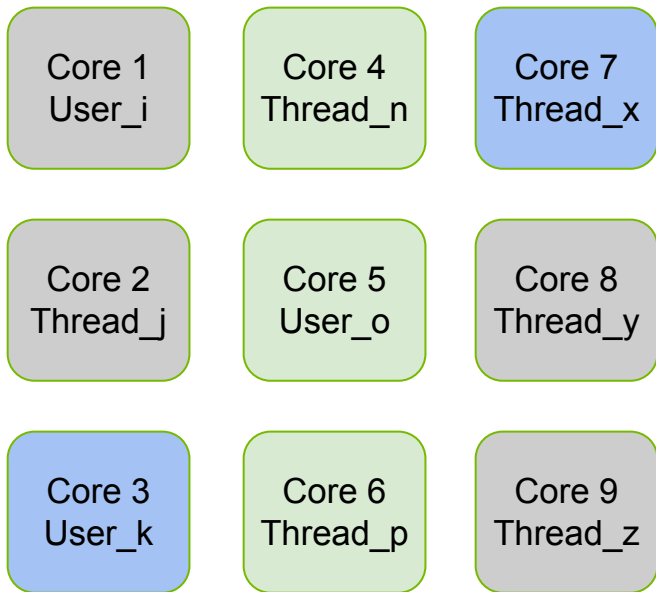 Core 1
User_i
Core 4
Thread_n
Core 7
Thread_x
Core 2
Thread_j
Core 5
User_o
Core 8
Thread_y
Core 3
User_k
Core 6
Thread_p
Core 9
Thread_z